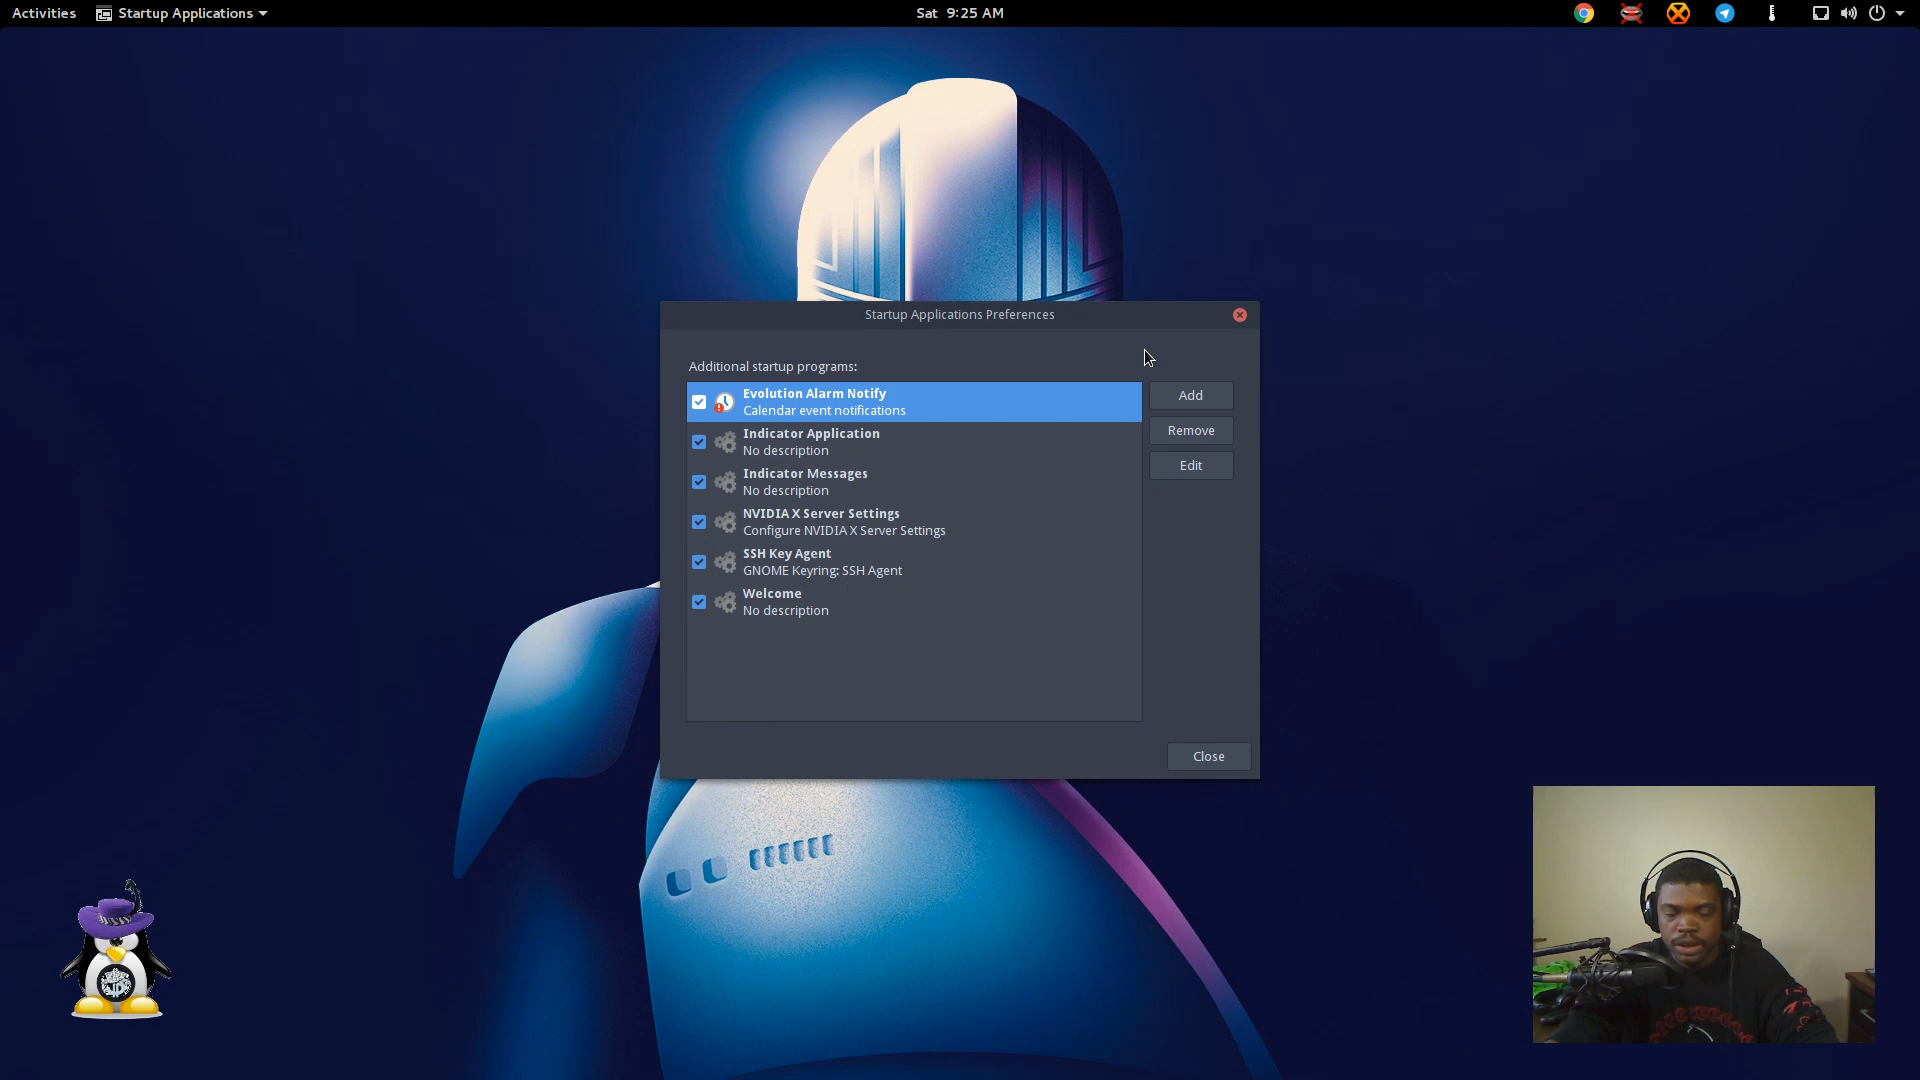 Activities
Startup Applications
Sat 9:25 AM
Startup Applications Preferences
Additional startup programs:
Evolution Alarm Notify
Calendar event notifications
Indicator Application
No description
Indicator Messages
No description
NVIDIA X Server Settings
Configure NVIDIA X Server Settings
SSH Key Agent
GNOME Keyring: SSH Agent
Welcome
No description
Add
Remove
Edit
Close